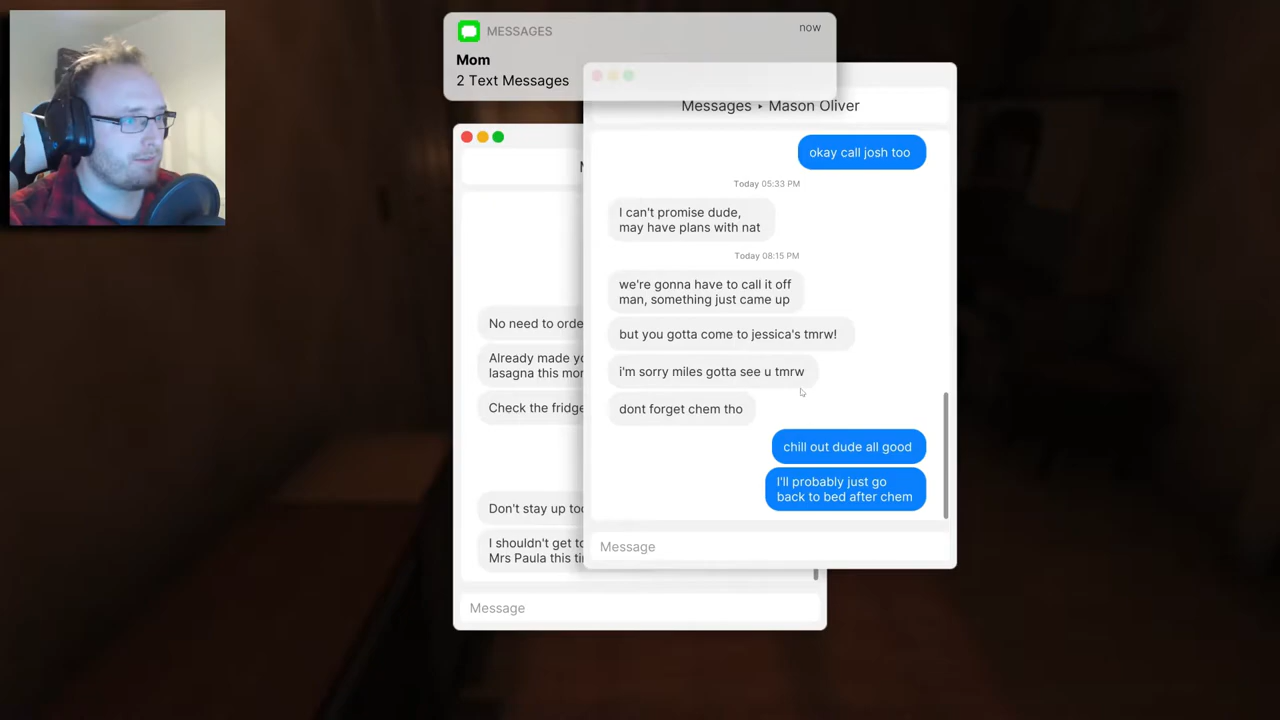 MESSAGES
now
Mom
2 Text Messages
Messages ▸ Mason Oliver
okay call josh too
Today 05:33 PM
I can't promise dude,
may have plans with nat
Today 08:15 PM
we're gonna have to call it off
man, something just came up
but you gotta come to jessica's tmrw!
i'm sorry miles gotta see u tmrw
dont forget chem tho
chill out dude all good
I'll probably just go
back to bed after chem
Message
No need to orde
Already made yo
lasagna this mor
Check the fridge
Don't stay up too
I shouldn't get to
Mrs Paula this ti
Message